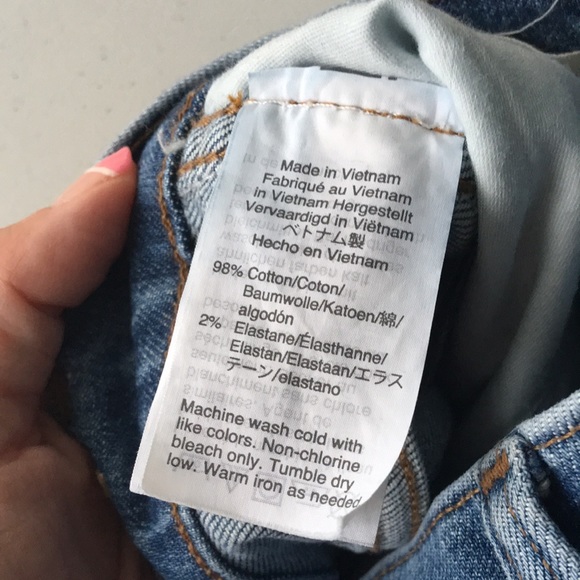 Made in Vietnam
Fabriqué au Vietnam
in Vietnam Hergestellt
Vervaardigd in Viëtnam
ベトナム製
Hecho en Vietnam
98% Cotton/Coton/
Baumwolle/Katoen/綿/
algodón
2% Elastane/Élasthanne/
Elastan/Elastaan/エラス
テーン/elastano
Machine wash cold with
like colors. Non-chlorine
bleach only. Tumble dry
low. Warm iron as needed